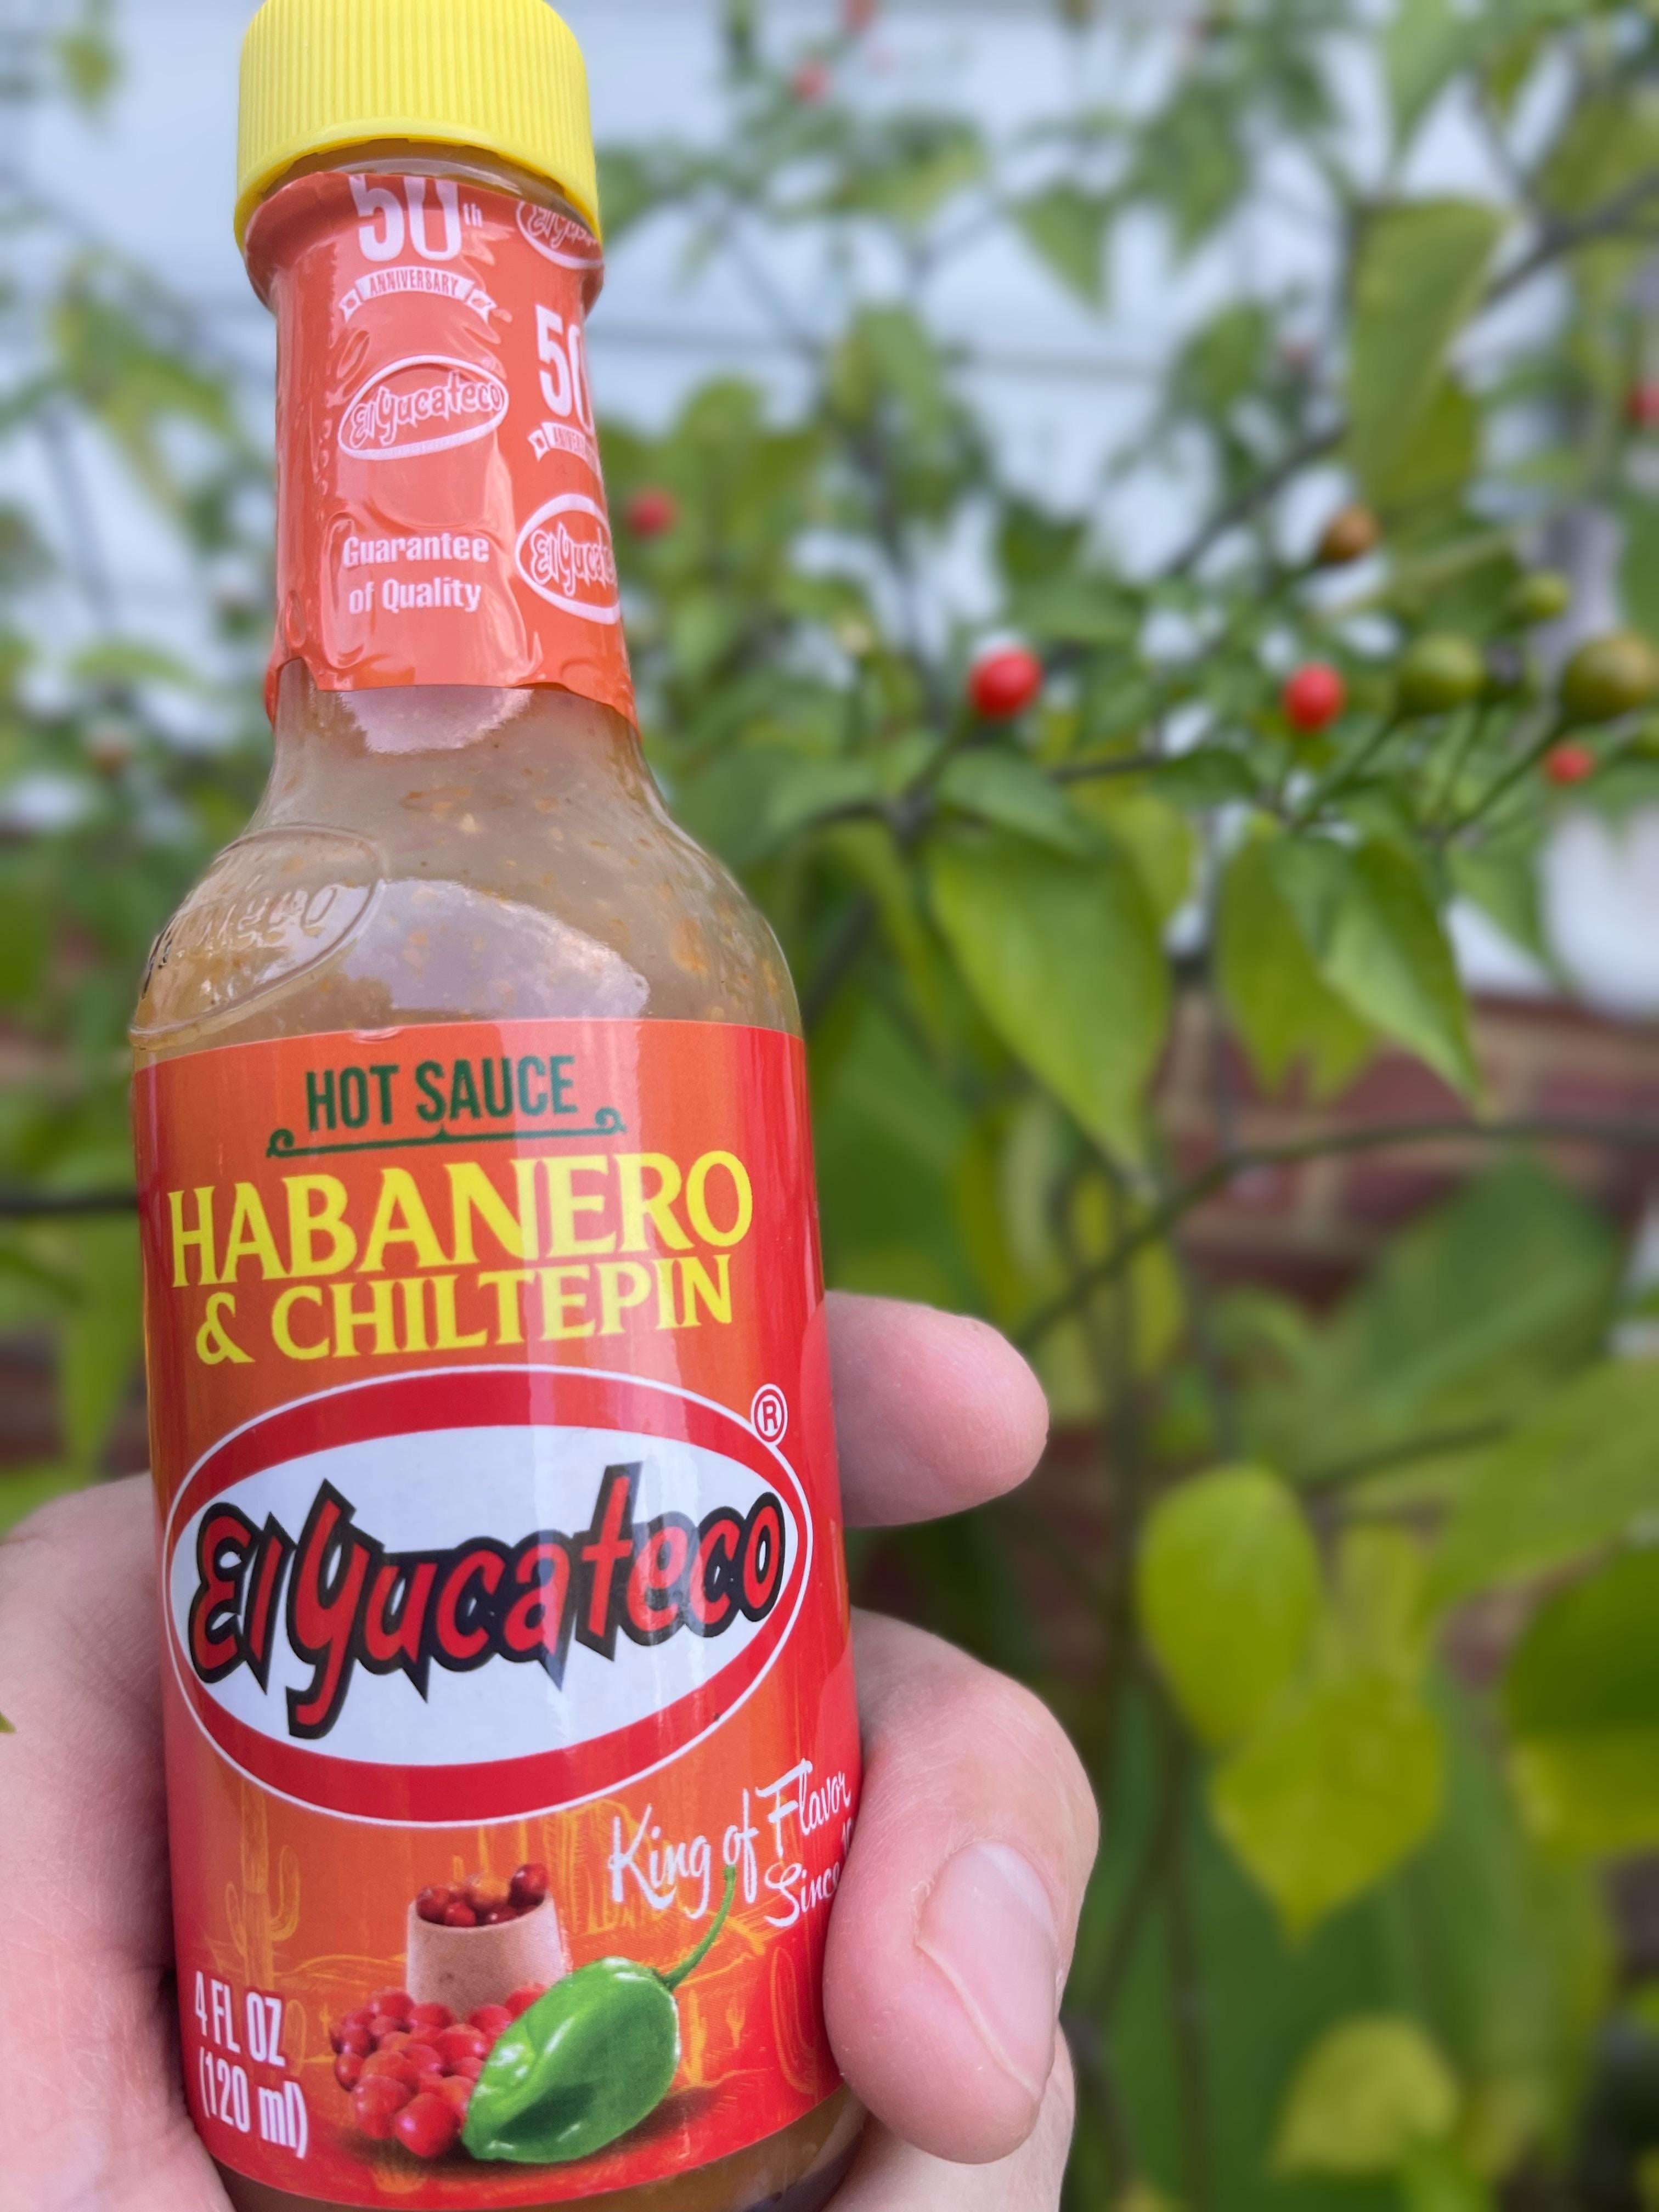 50th
ANNIVERSARY
El Yucateco
Guarantee
of Quality
El Yucateco
HOT SAUCE
HABANERO
& CHILTEPIN
El Yucateco®
King of Flavor
Since
4 FL OZ
(120 ml)